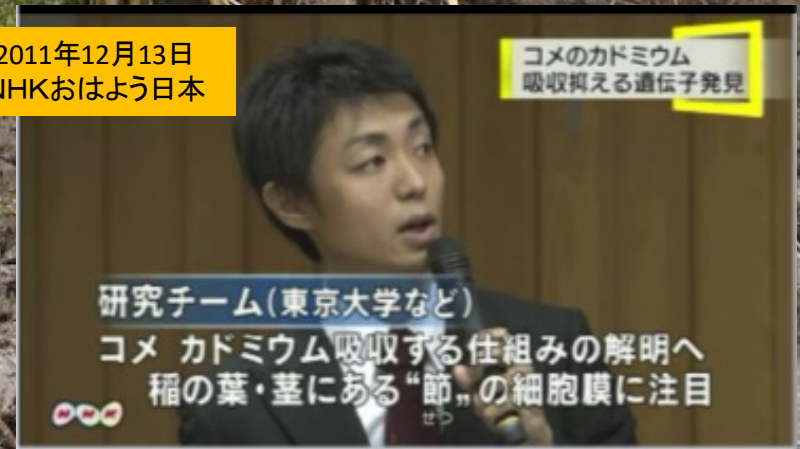 2011年12月13日
NHKおはよう日本
コメのカドミウム
吸収抑える遺伝子発見
研究チーム(東京大学など)
コメ カドミウム吸収する仕組みの解明へ
稲の葉・茎にある“節„の細胞膜に注目
せつ
NHK